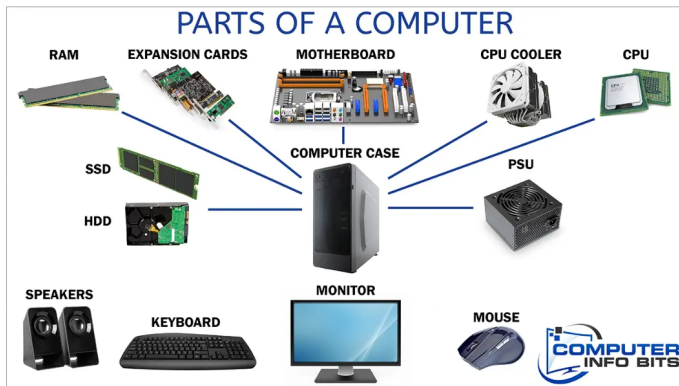 PARTS OF A COMPUTER
RAM
EXPANSION CARDS
MOTHERBOARD
CPU COOLER
CPU
COMPUTER CASE
SSD
PSU
HDD
SPEAKERS
KEYBOARD
MONITOR
MOUSE
COMPUTER
INFO BITS